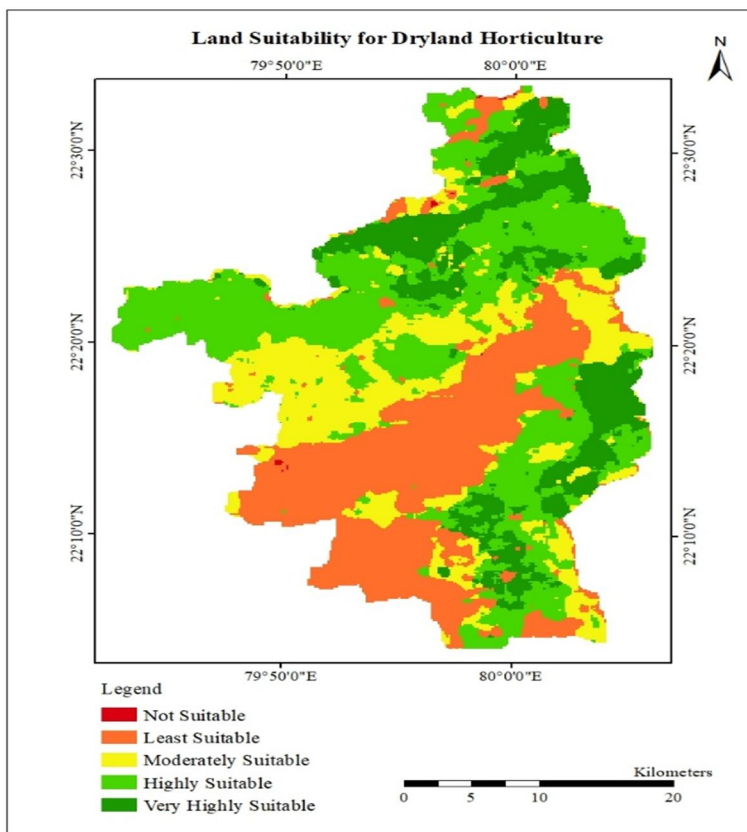 Land Suitability for Dryland Horticulture
N
79°50'0"E 80°0'0"E
22°30'0"N 22°30'0"N
22°20'0"N 22°20'0"N
22°10'0"N 22°10'0"N
79°50'0"E 80°0'0"E
Legend
Not Suitable
Least Suitable
Moderately Suitable
Highly Suitable
Very Highly Suitable
Kilometers
0 5 10 20